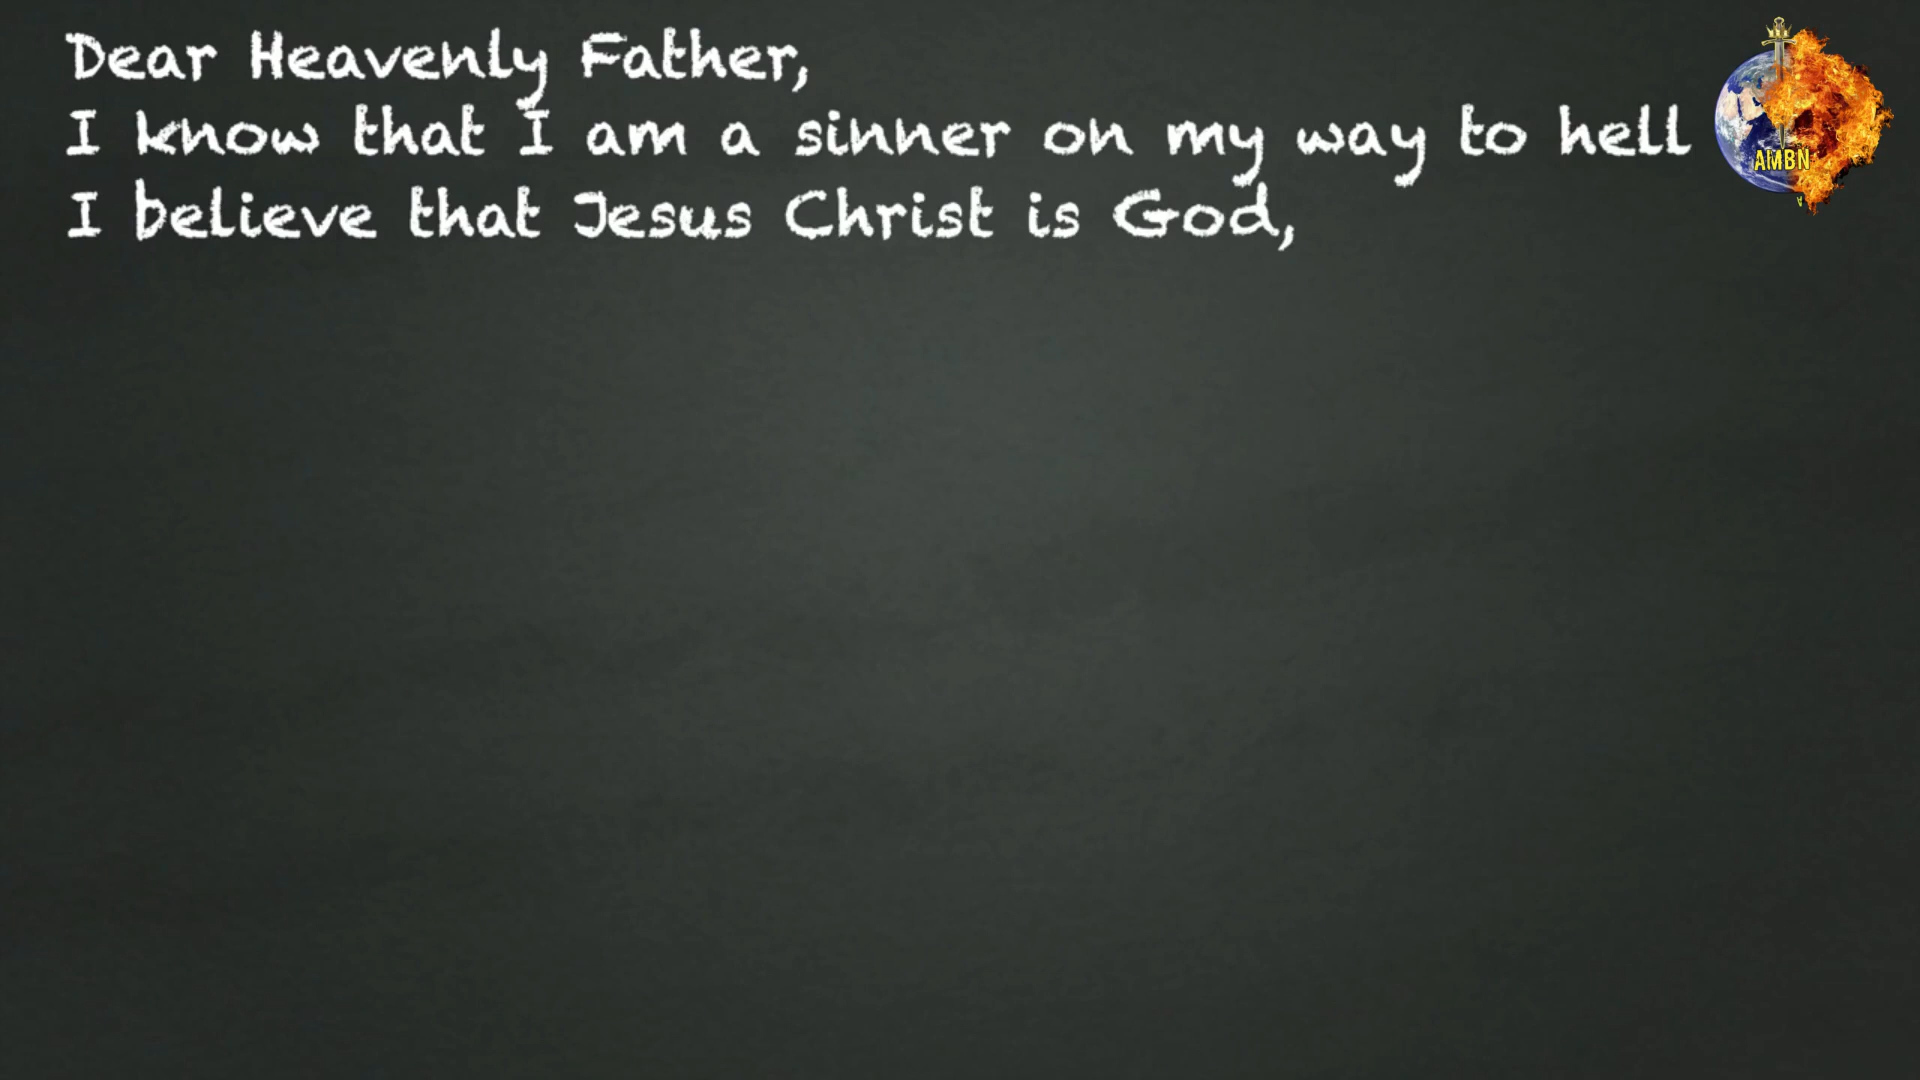 Dear Heavenly Father,
I know that I am a sinner on my way to hell
I believe that Jesus Christ is God,
AMBN